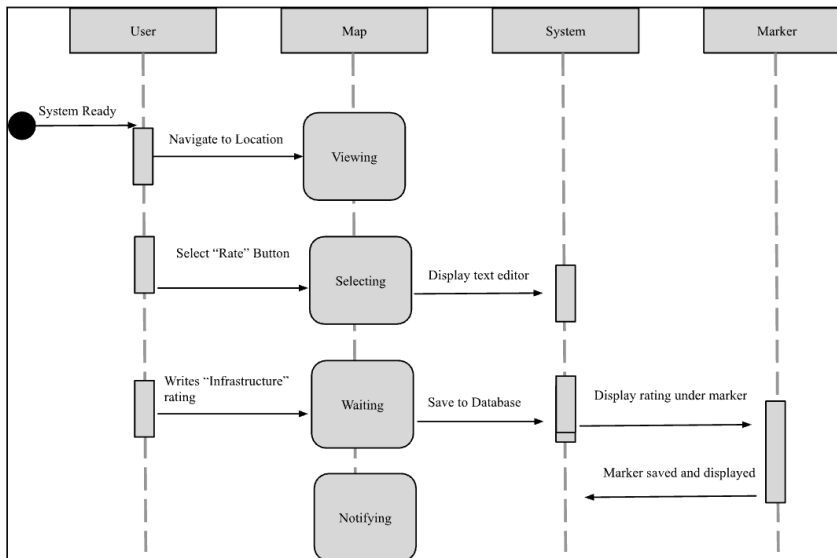 User
Map
System
Marker
System Ready
Navigate to Location
Viewing
Select “Rate” Button
Selecting
Display text editor
Writes “Infrastructure”
rating
Waiting
Save to Database
Display rating under marker
Marker saved and displayed
Notifying